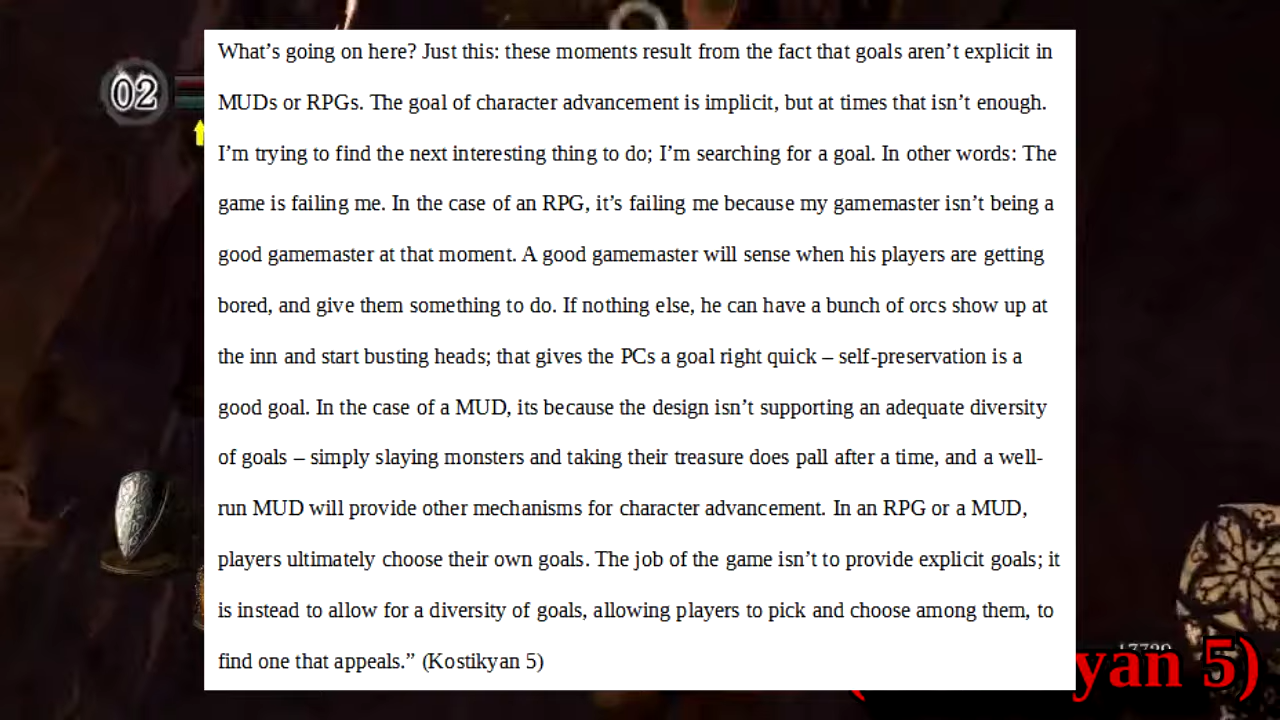 02
What’s going on here? Just this: these moments result from the fact that goals aren’t explicit in
MUDs or RPGs. The goal of character advancement is implicit, but at times that isn’t enough.
I’m trying to find the next interesting thing to do; I’m searching for a goal. In other words: The
game is failing me. In the case of an RPG, it’s failing me because my gamemaster isn’t being a
good gamemaster at that moment. A good gamemaster will sense when his players are getting
bored, and give them something to do. If nothing else, he can have a bunch of orcs show up at
the inn and start busting heads; that gives the PCs a goal right quick – self-preservation is a
good goal. In the case of a MUD, its because the design isn’t supporting an adequate diversity
of goals – simply slaying monsters and taking their treasure does pall after a time, and a well-
run MUD will provide other mechanisms for character advancement. In an RPG or a MUD,
players ultimately choose their own goals. The job of the game isn’t to provide explicit goals; it
is instead to allow for a diversity of goals, allowing players to pick and choose among them, to
find one that appeals.” (Kostikyan 5)
yan 5)